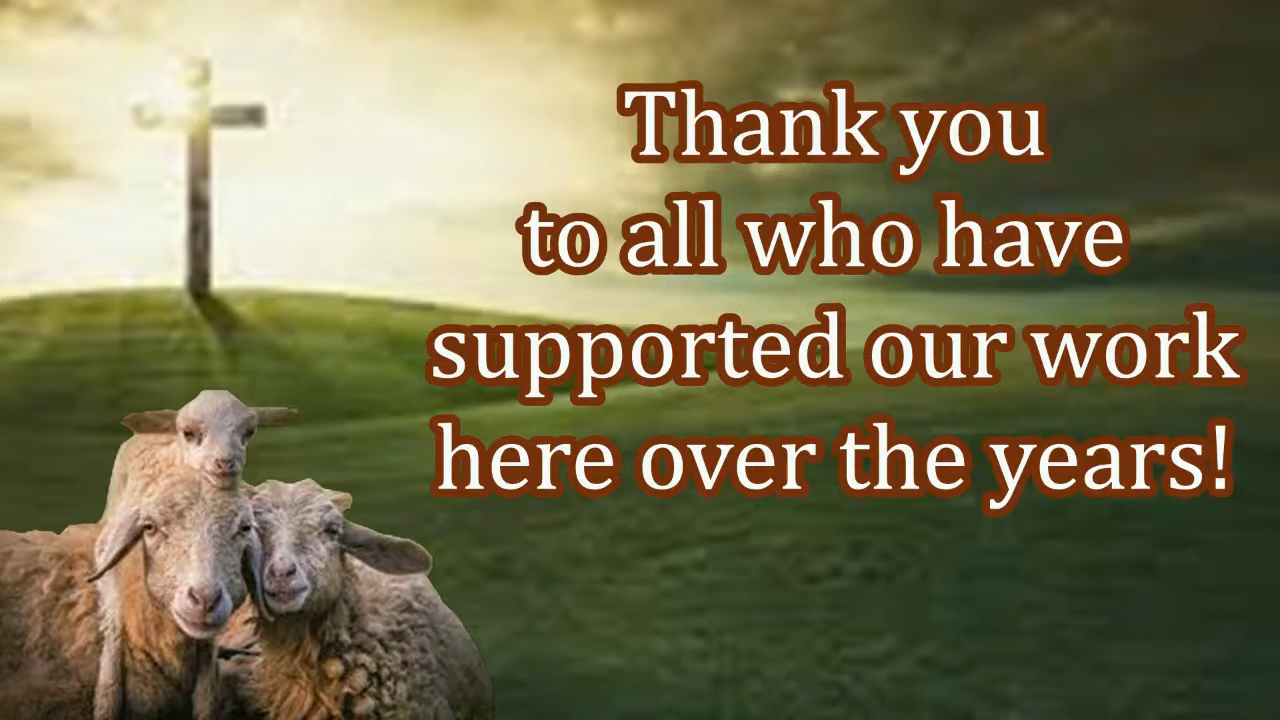 Thank you
to all who have
supported our work
here over the years!